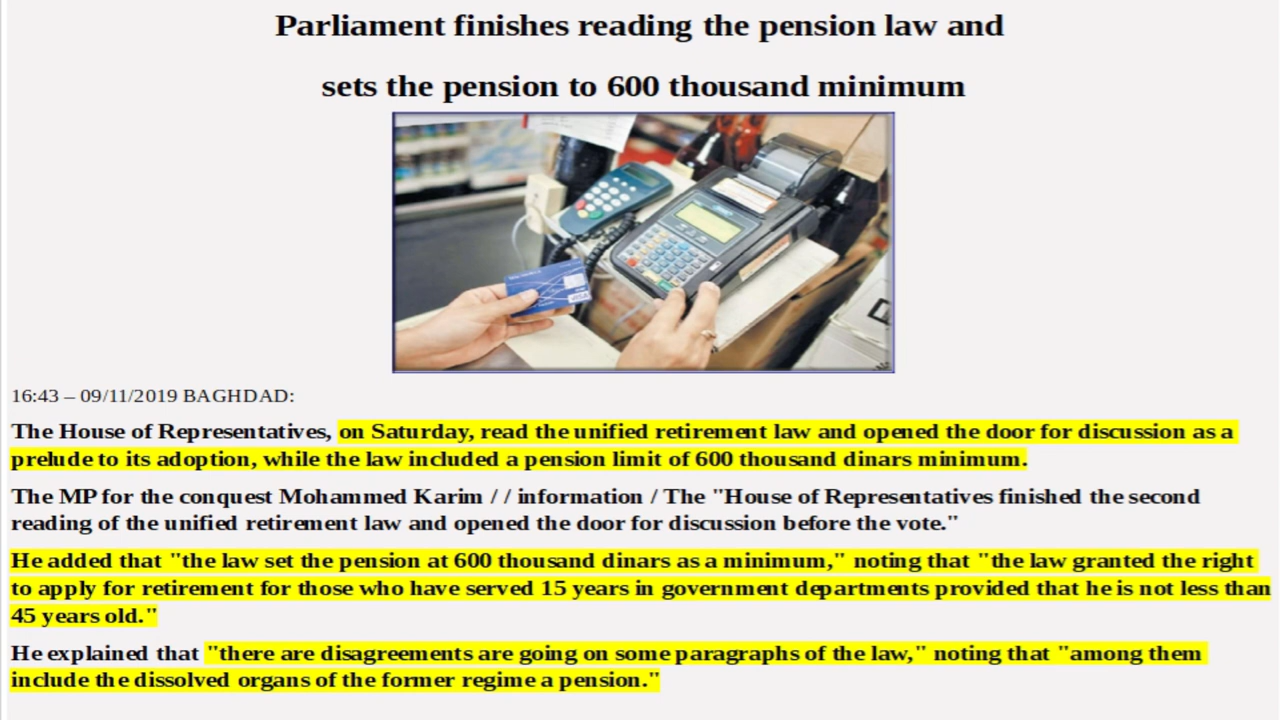 Parliament finishes reading the pension law and
sets the pension to 600 thousand minimum
VISA
16:43 – 09/11/2019 BAGHDAD:
The House of Representatives, on Saturday, read the unified retirement law and opened the door for discussion as a
prelude to its adoption, while the law included a pension limit of 600 thousand dinars minimum.
The MP for the conquest Mohammed Karim / / information / The "House of Representatives finished the second
reading of the unified retirement law and opened the door for discussion before the vote."
He added that "the law set the pension at 600 thousand dinars as a minimum," noting that "the law granted the right
to apply for retirement for those who have served 15 years in government departments provided that he is not less than
45 years old."
He explained that "there are disagreements are going on some paragraphs of the law," noting that "among them
include the dissolved organs of the former regime a pension."